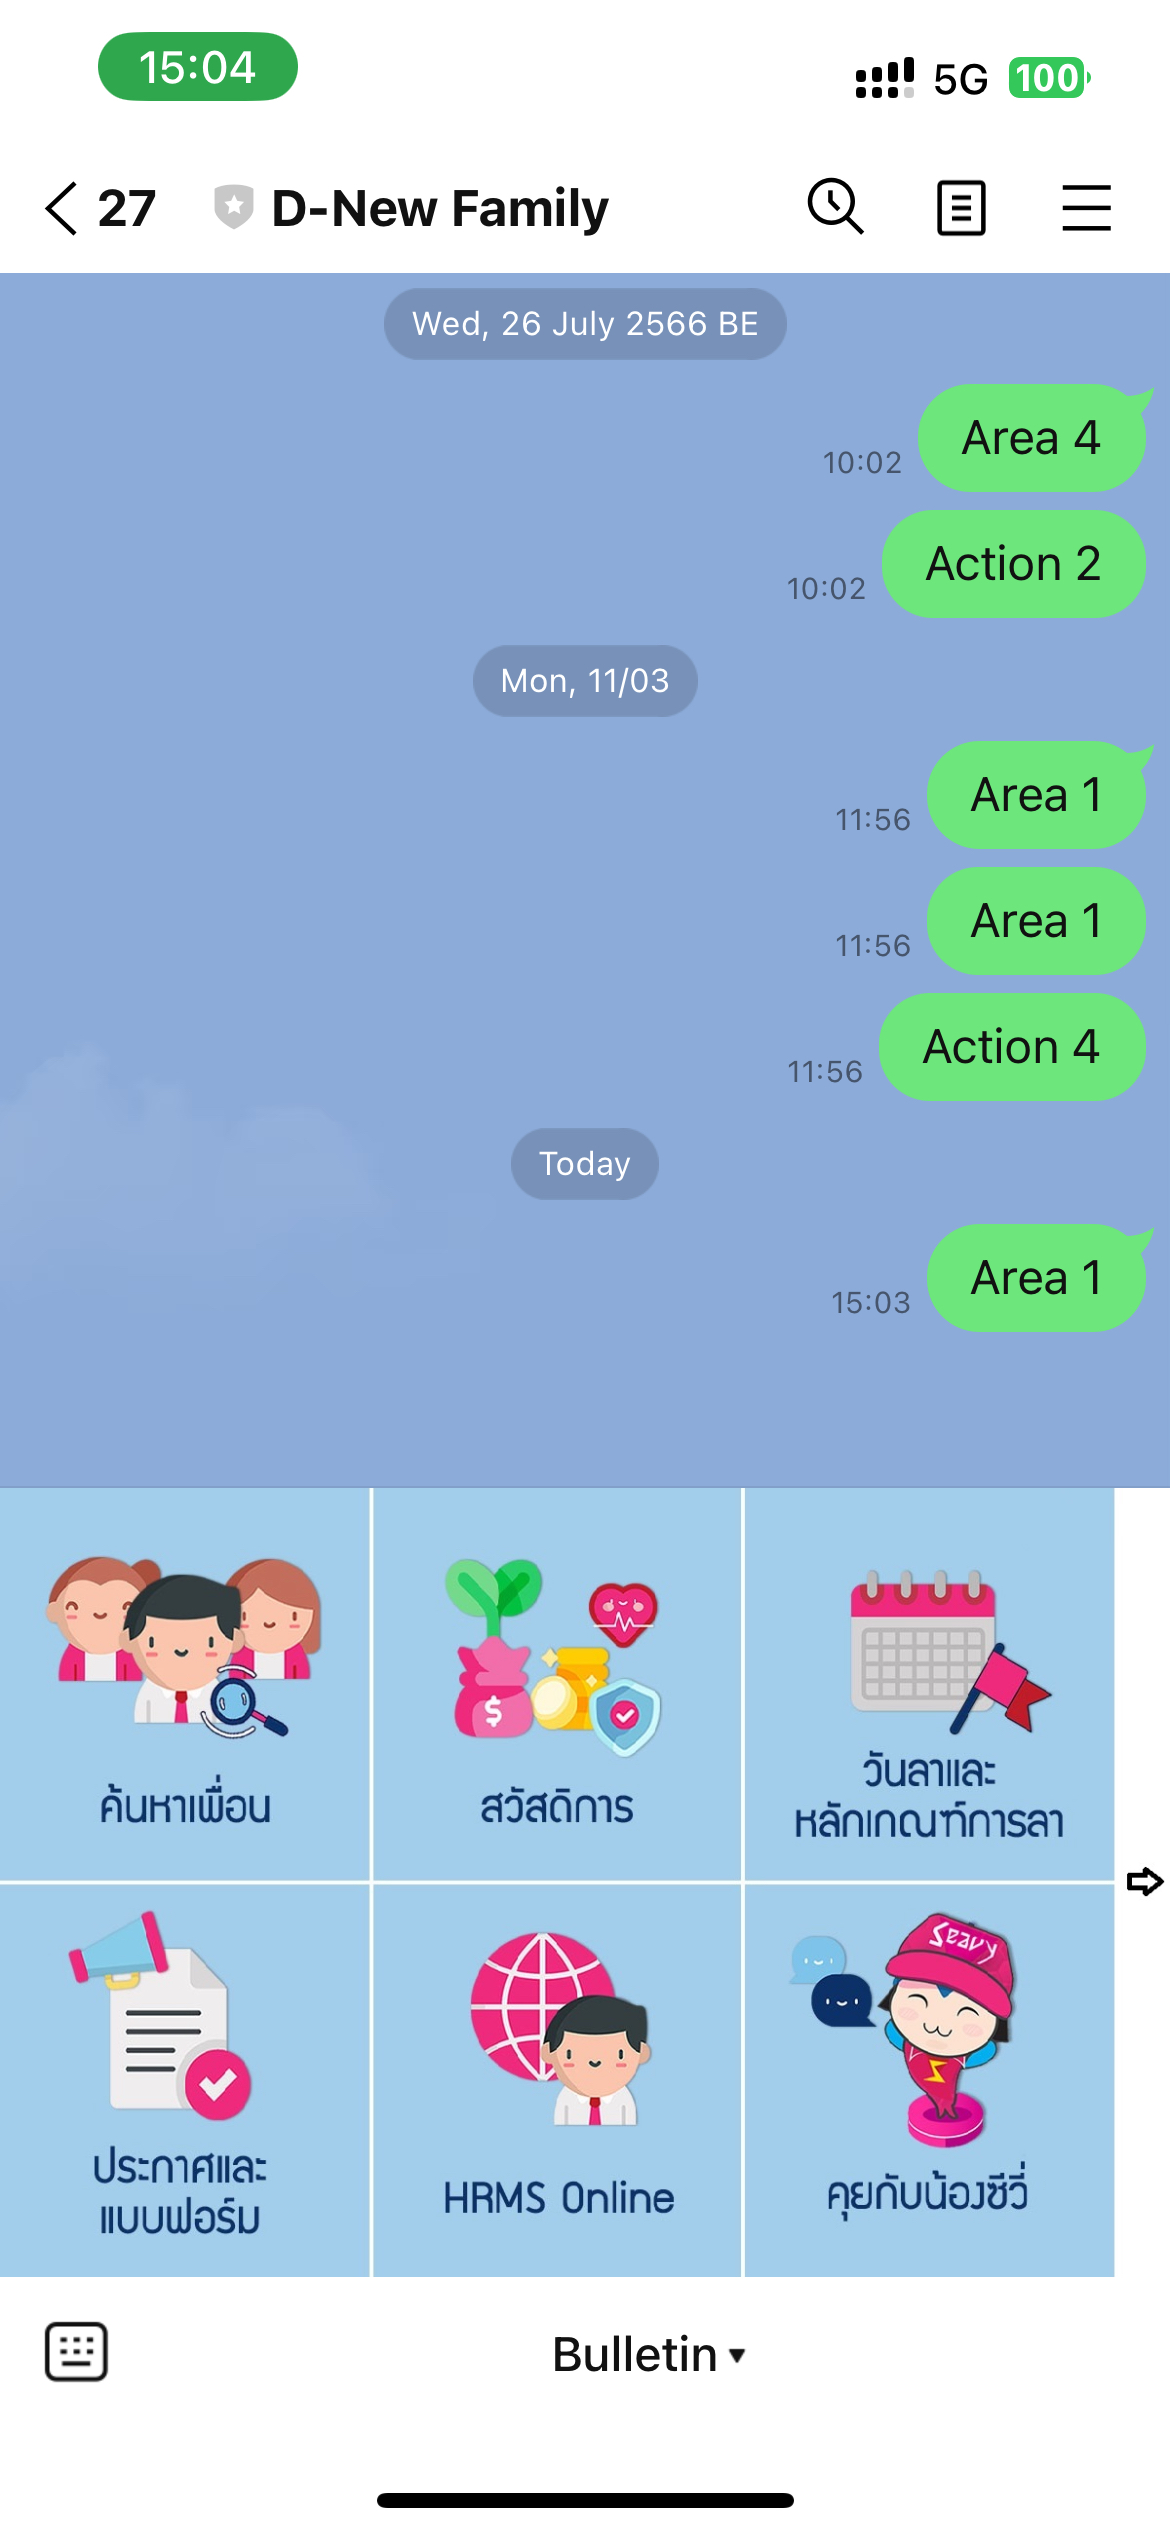 15:04
5G 100
27 D-New Family
Wed, 26 July 2566 BE
Area 4
10:02
Action 2
10:02
Mon, 11/03
Area 1
11:56
Area 1
11:56
Action 4
11:56
Today
Area 1
15:03
ค้นหาเพื่อน
$
สวัสดิการ
วันลาและ
หลักเกณฑ์การลา
ประกาศและ
แบบฟอร์ม
HRMS Online
Seavy
คุยกับน้องซีวี่
Bulletin